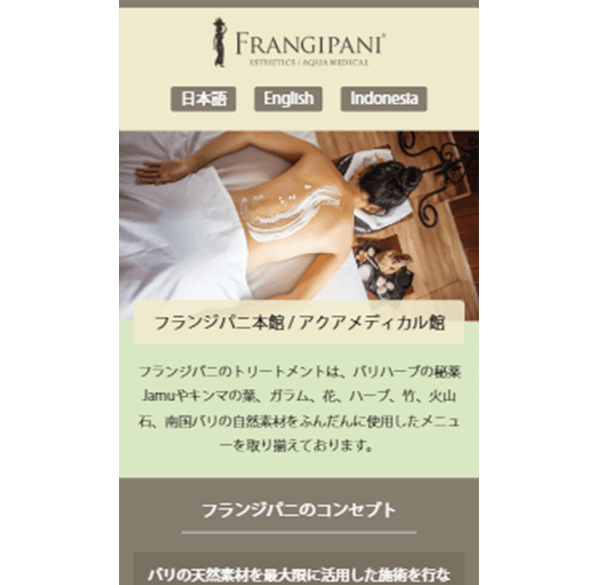 FRANGIPANI®
ESTHETICS / AQUA MEDICAL
日本語 English Indonesia
フランジパニ本館 / アクアメディカル館
フランジパニのトリートメントは、バリハーブの秘薬
Jamuやキンマの葉、ガラム、花、ハーブ、竹、火山
石、南国バリの自然素材をふんだんに使用したメニュ
ーを取り揃えております。
フランジパニのコンセプト
バリの天然素材を最大限に活用した施術を行な